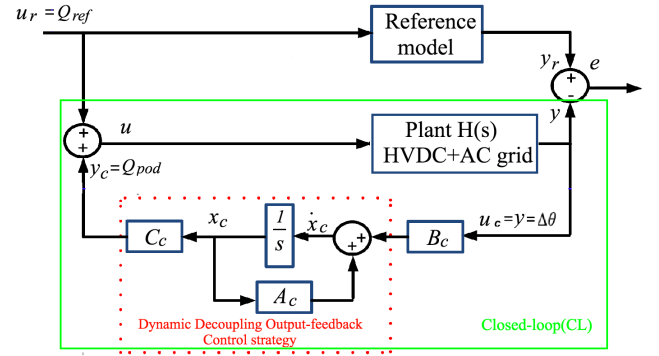 u_r = Q_ref
Reference
model
y_r
e
+
-
y
+
+
u
Plant H(s)
HVDC+AC grid
y_c=Q_pod
x_c
1
s
ẋ_c
++
C_c
B_c
u_c=y=Δθ
A_c
Dynamic Decoupling Output-feedback
Control strategy
Closed-loop(CL)